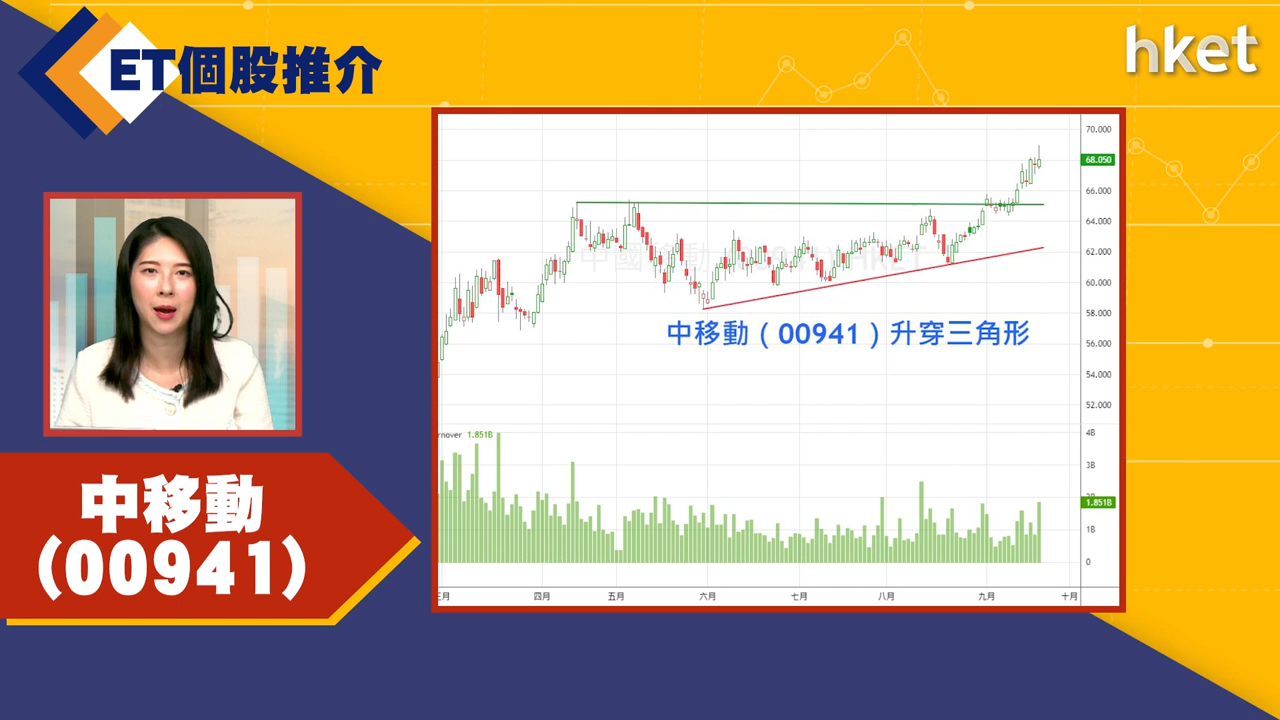 ET個股推介
hket
中移動
(00941)
70.000
68.050
66.000
64.000
62.000
60.000
58.000
56.000
54.000
52.000
中移動（00941）升穿三角形
rnover 1.851B
4B
3B
1.851B
1B
0
三月 四月 五月 六月 七月 八月 九月 十月